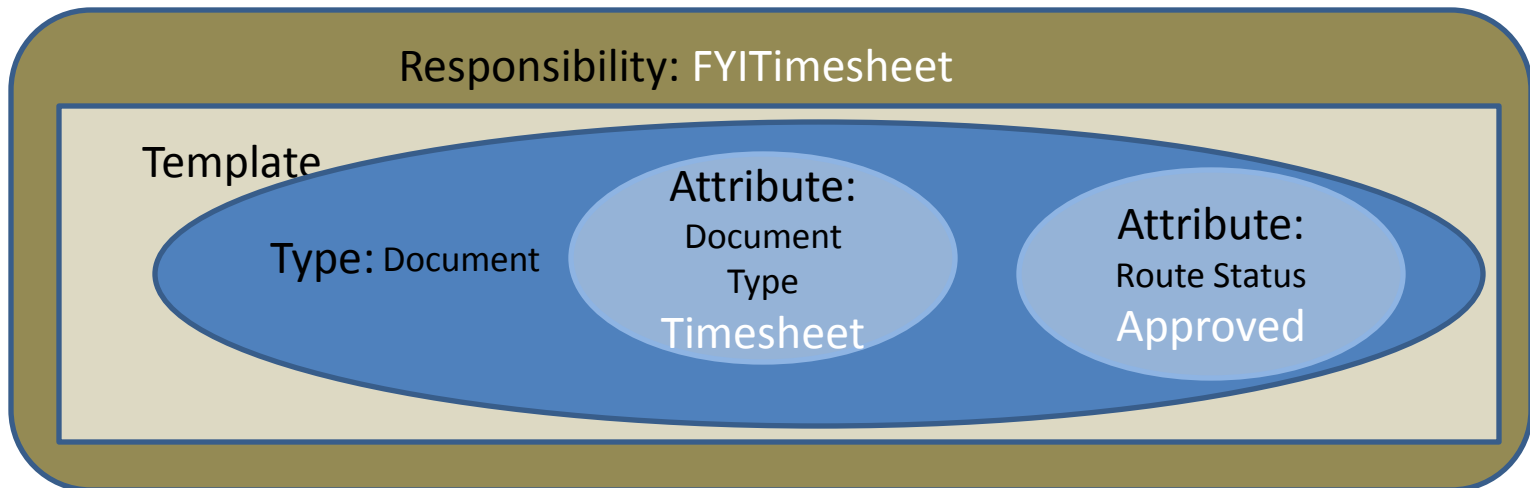 Responsibility: FYITimesheet
Template
Type: Document
Attribute:
Document
Type
Timesheet
Attribute:
Route Status
Approved